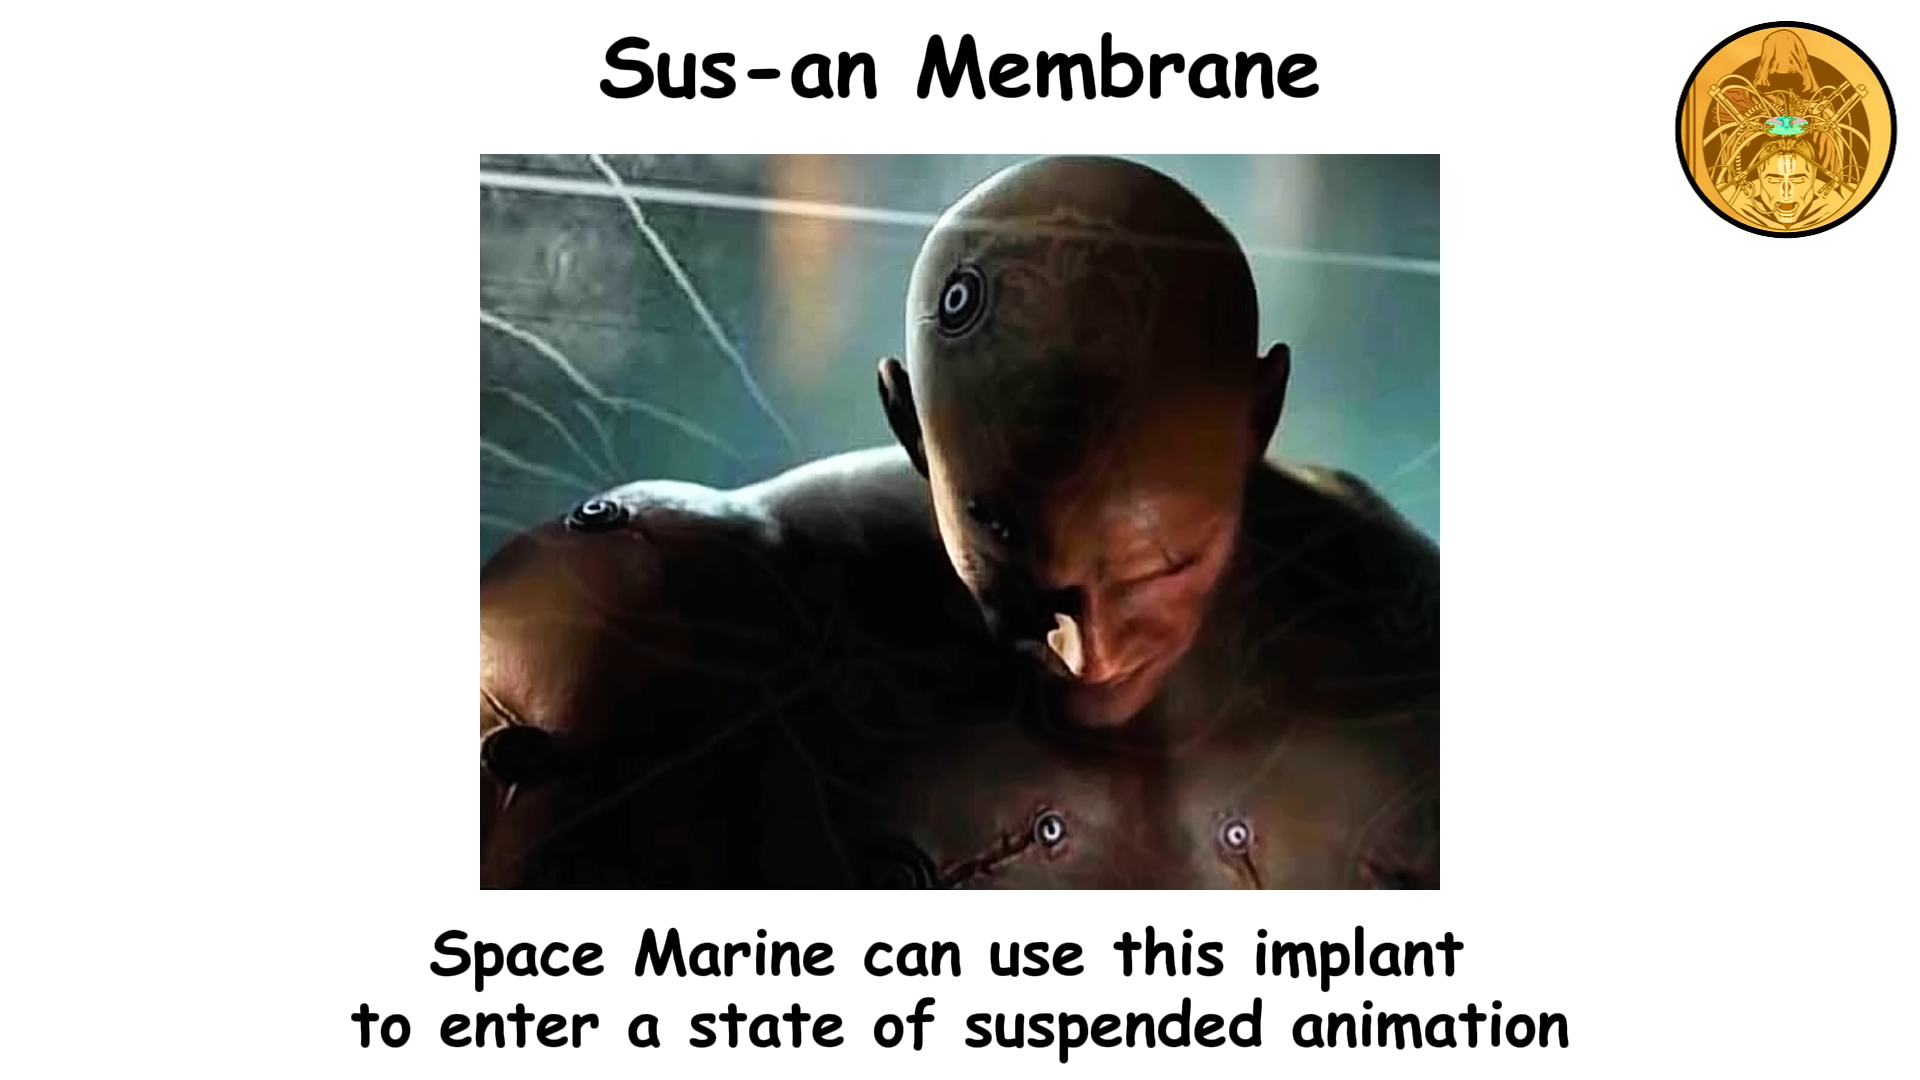 Sus-an Membrane
Space Marine can use this implant
to enter a state of suspended animation